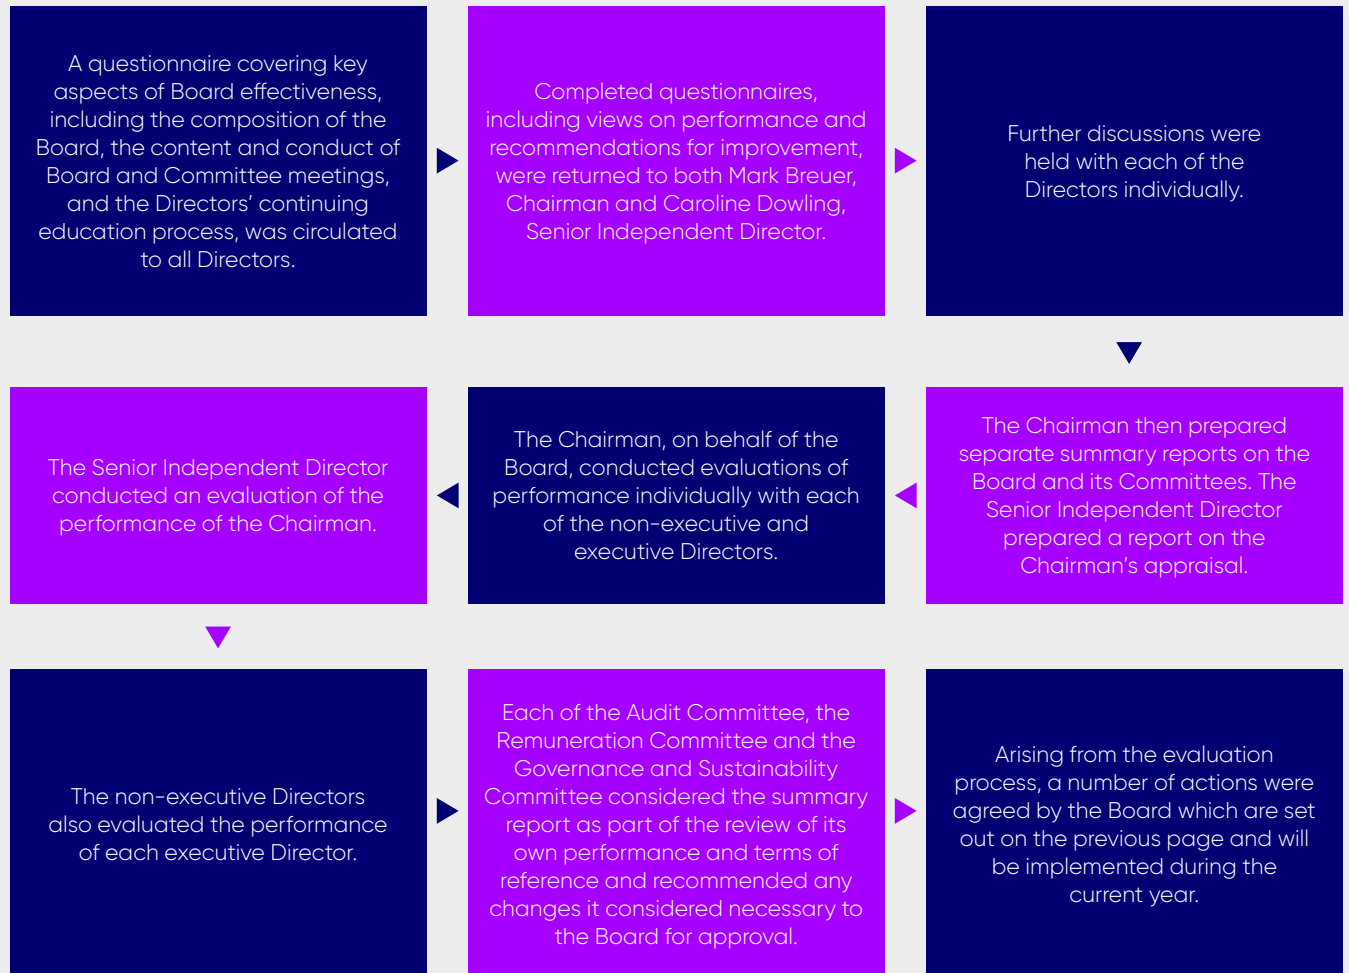 A questionnaire covering key
aspects of Board effectiveness,
including the composition of the
Board, the content and conduct of
Board and Committee meetings,
and the Directors’ continuing
education process, was circulated
to all Directors.
Completed questionnaires,
including views on performance and
recommendations for improvement,
were returned to both Mark Breuer,
Chairman and Caroline Dowling,
Senior Independent Director.
Further discussions were
held with each of the
Directors individually.
The Chairman then prepared
separate summary reports on the
Board and its Committees. The
Senior Independent Director
prepared a report on the
Chairman’s appraisal.
The Chairman, on behalf of the
Board, conducted evaluations of
performance individually with each
of the non-executive and
executive Directors.
The Senior Independent Director
conducted an evaluation of the
performance of the Chairman.
The non-executive Directors
also evaluated the performance
of each executive Director.
Each of the Audit Committee, the
Remuneration Committee and the
Governance and Sustainability
Committee considered the summary
report as part of the review of its
own performance and terms of
reference and recommended any
changes it considered necessary to
the Board for approval.
Arising from the evaluation
process, a number of actions were
agreed by the Board which are set
out on the previous page and will
be implemented during the
current year.